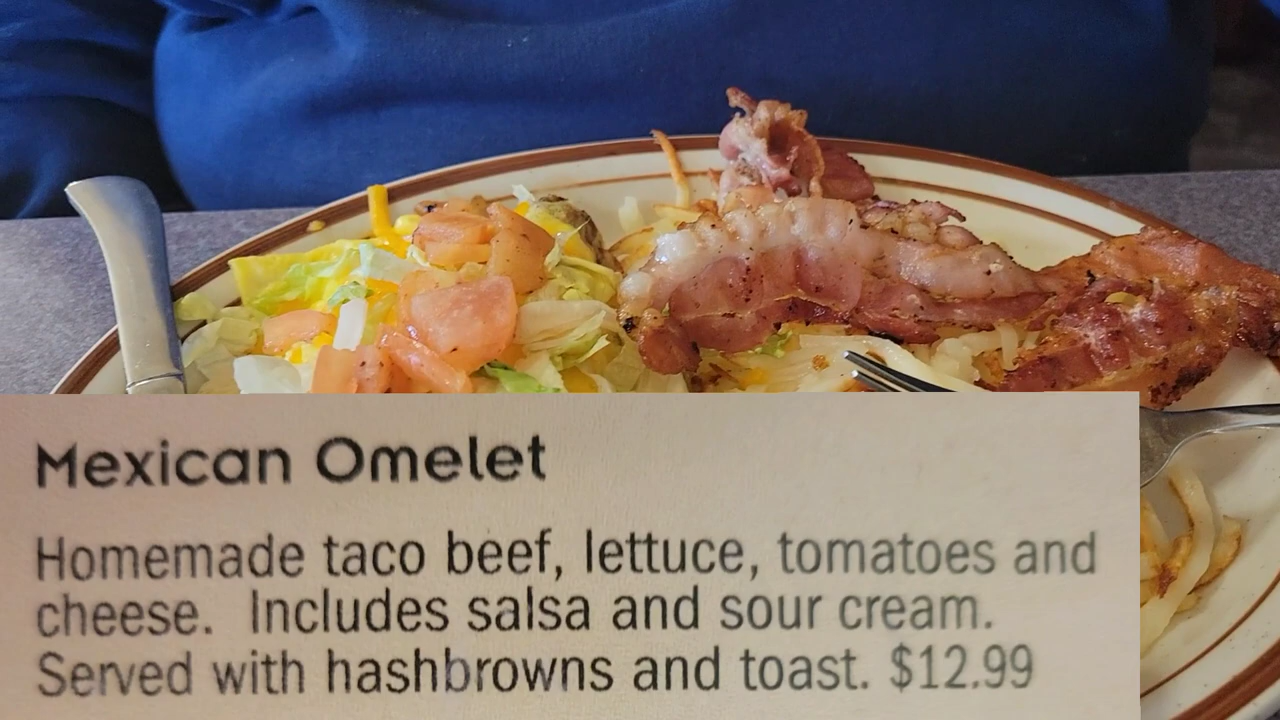 Mexican Omelet
Homemade taco beef, lettuce, tomatoes and
cheese. Includes salsa and sour cream.
Served with hashbrowns and toast. $12.99